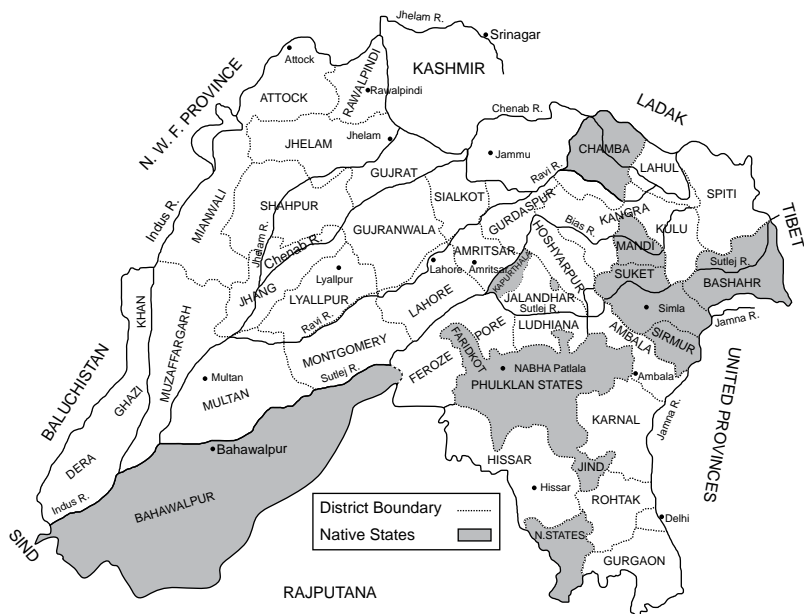 Jhelam R.
Srinagar
Attock
KASHMIR
RAWALPINDI
Rawalpindi
ATTOCK
N. W. F. PROVINCE
Chenab R.
LADAK
Jhelam
JHELAM
CHAMBA
Jammu
LAHUL
GUJRAT
Ravi R.
SPITI
SIALKOT
GURDASPUR
MIANWALI
SHAHPUR
KANGRA
TIBET
Indus R.
Jhelam R.
Chenab R.
GUJRANWALA
HOSHYARPUR
Bias R.
KULU
MANDI
AMRITSAR
Sutlej R.
Lahore
Amritsar
KAPURTHALA
SUKET
BASHAHR
Lyallpur
JHANG
LYALLPUR
LAHORE
JALANDHAR
Simla
KHAN
Sutlej R.
Jamna R.
Ravi R.
LUDHIANA
AMBALA
SIRMUR
MUZAFFARGARH
MONTGOMERY
FEROZE
PORE
FARIDKOT
BALUCHISTAN
GHAZI
Multan
Sutlej R.
NABHA Patlala
Ambala
PHULKLAN STATES
MULTAN
UNITED PROVINCES
KARNAL
Jamna R.
Bahawalpur
DERA
HISSAR
JIND
BAHAWALPUR
Hissar
ROHTAK
Indus R.
District Boundary
Delhi
SIND
Native States
N.STATES
GURGAON
RAJPUTANA